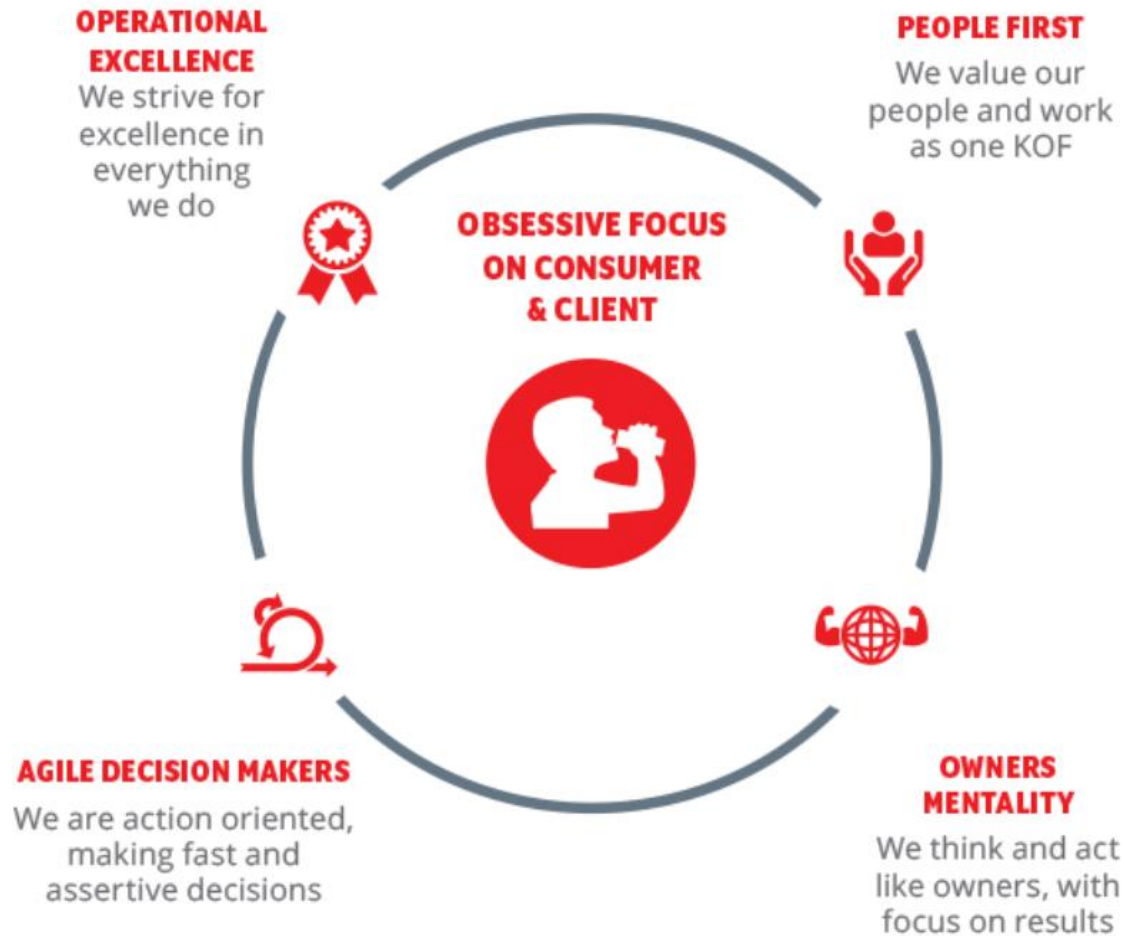 OPERATIONAL
EXCELLENCE
We strive for
excellence in
everything
we do
PEOPLE FIRST
We value our
people and work
as one KOF
OBSESSIVE FOCUS
ON CONSUMER
& CLIENT
AGILE DECISION MAKERS
We are action oriented,
making fast and
assertive decisions
OWNERS
MENTALITY
We think and act
like owners, with
focus on results